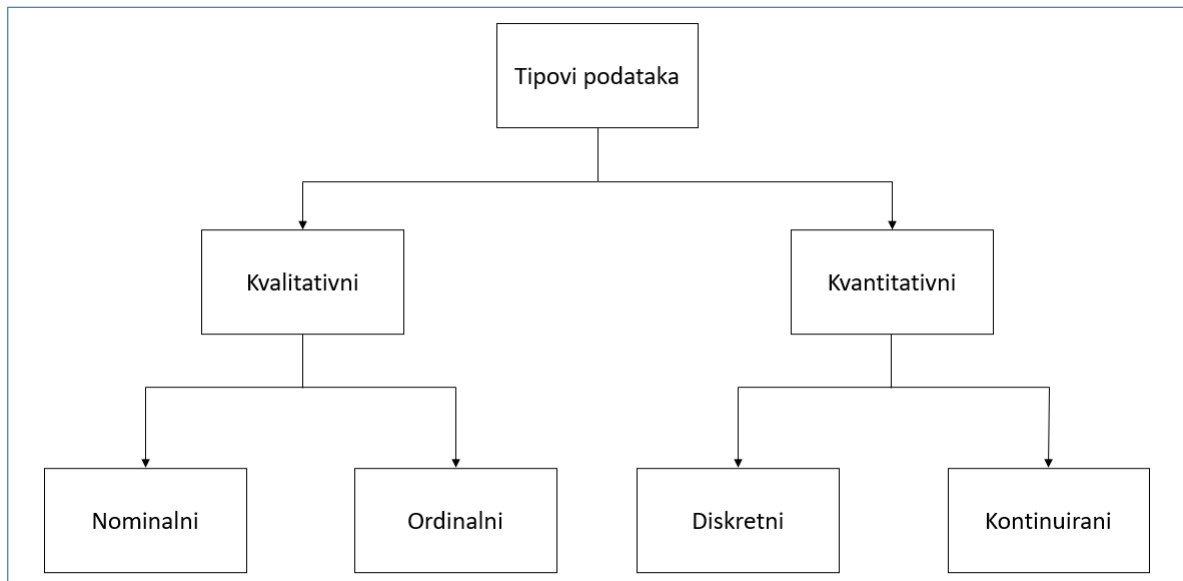 Tipovi podataka
Kvalitativni
Kvantitativni
Nominalni
Ordinalni
Diskretni
Kontinuirani